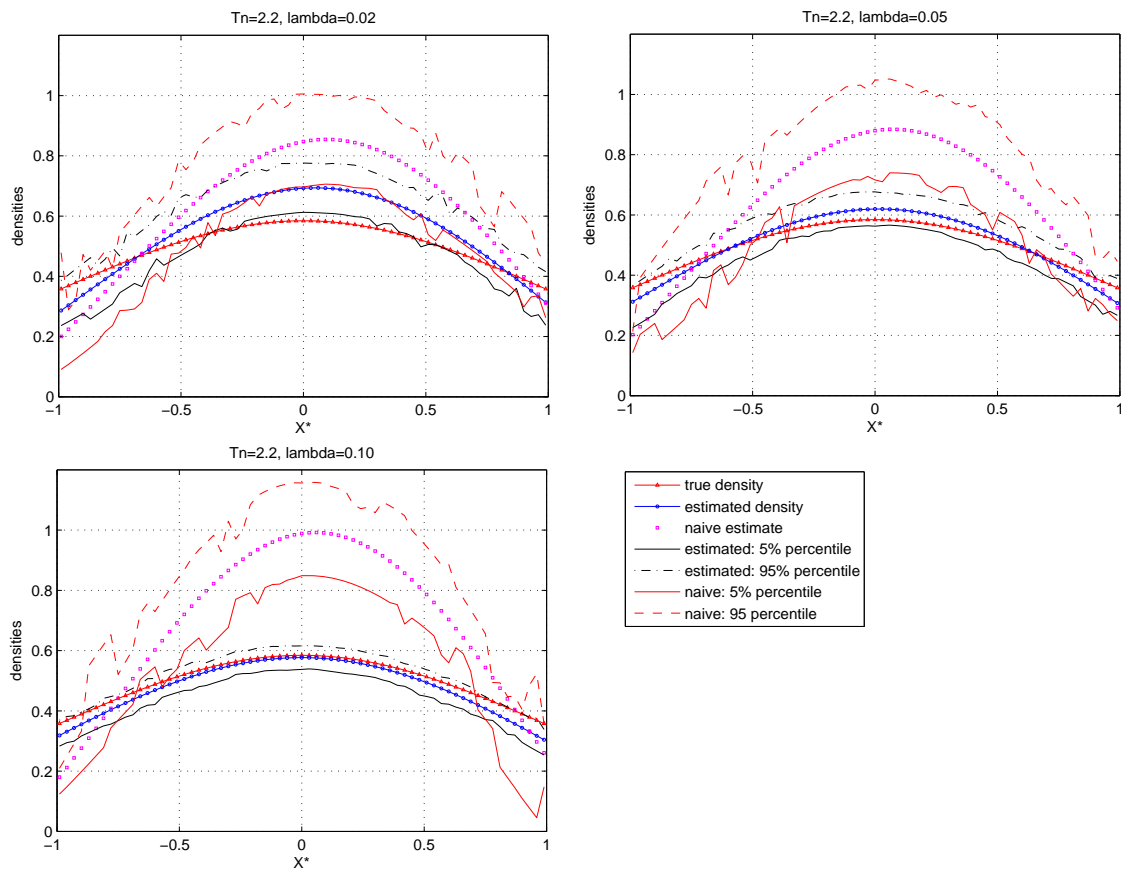 Tn=2.2, lambda=0.02
densities
1
0.8
0.6
0.4
0.2
0
−1
−0.5
0
0.5
1
X*
Tn=2.2, lambda=0.05
densities
1
0.8
0.6
0.4
0.2
0
−1
−0.5
0
0.5
1
X*
Tn=2.2, lambda=0.10
densities
1
0.8
0.6
0.4
0.2
0
−1
−0.5
0
0.5
1
X*
true density
estimated density
naive estimate
estimated: 5% percentile
estimated: 95% percentile
naive: 5% percentile
naive: 95 percentile